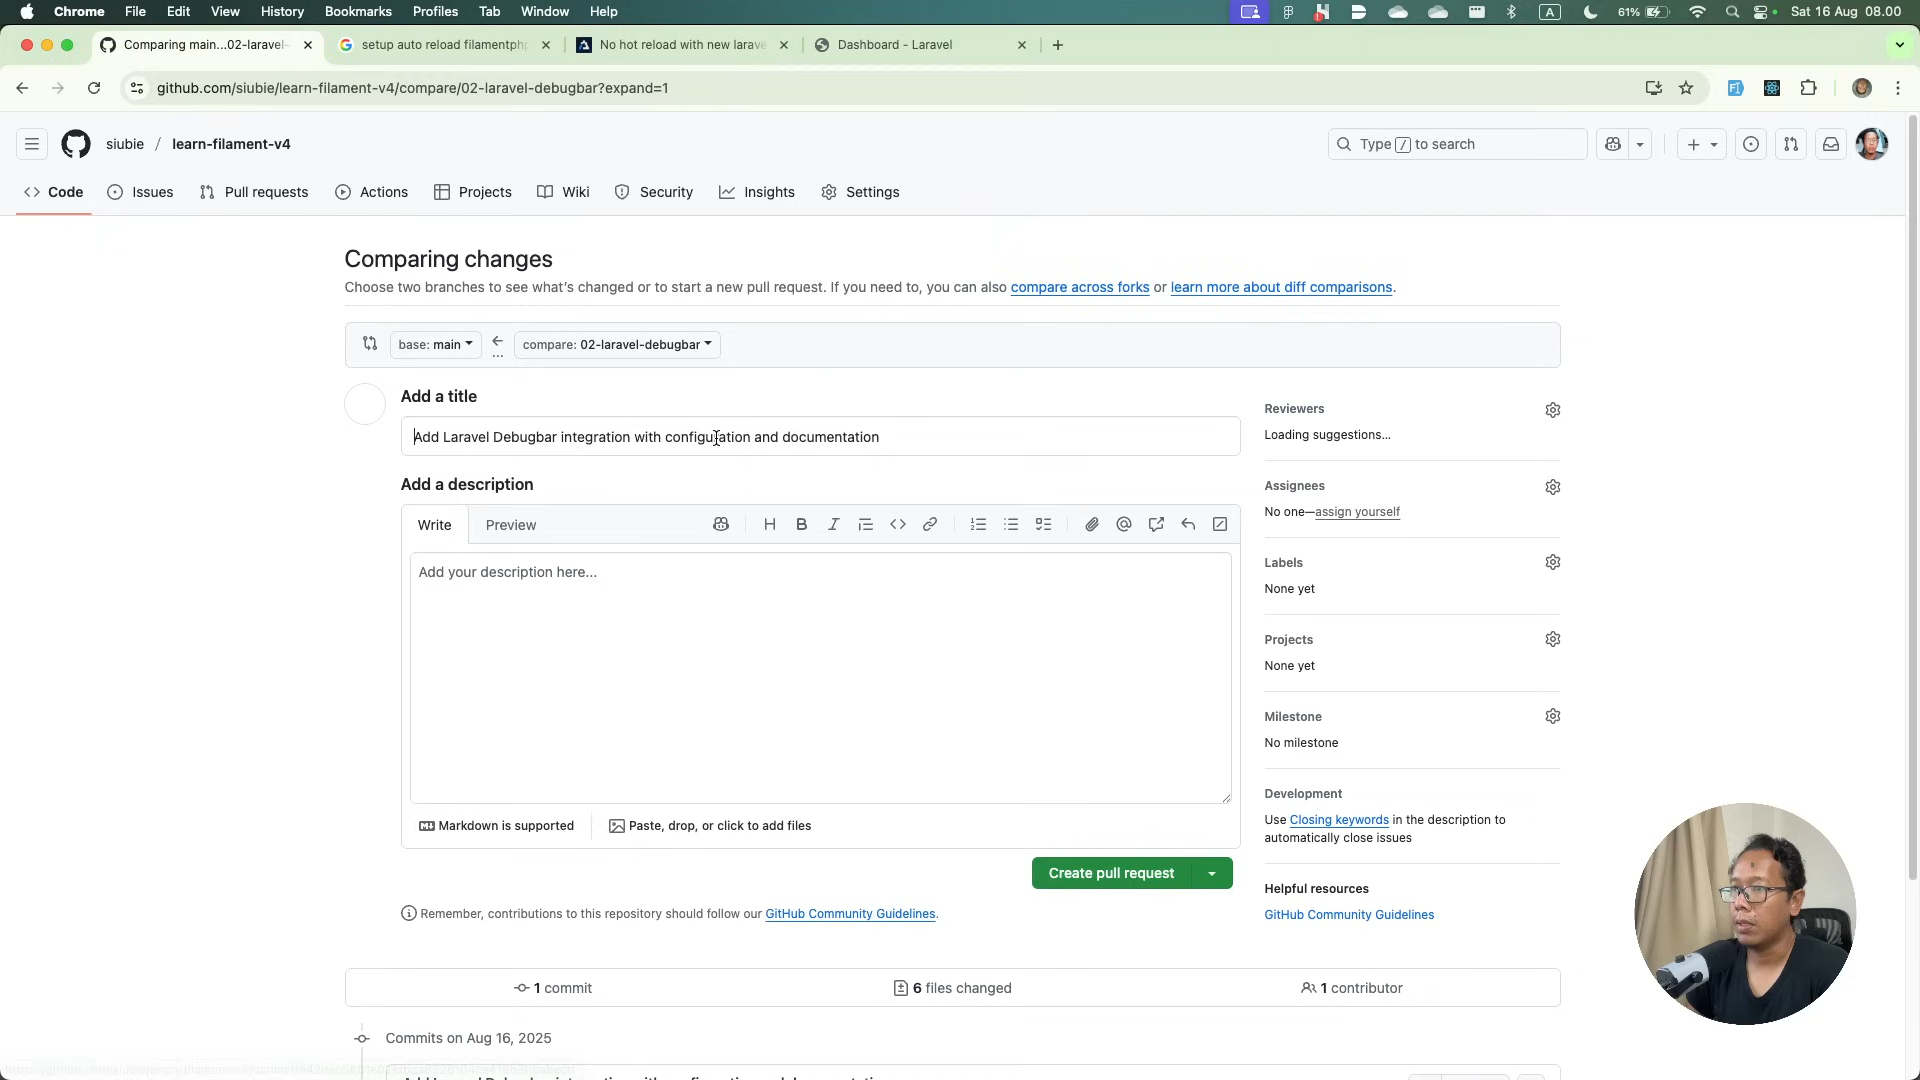 Chrome File Edit View History Bookmarks Profiles Tab Window Help A 61% Sat 16 Aug 08.00
Comparing main...02-laravel- setup auto reload filamentphp No hot reload with new larave Dashboard - Laravel
github.com/siubie/learn-filament-v4/compare/02-laravel-debugbar?expand=1
siubie / learn-filament-v4 Type / to search
Code Issues Pull requests Actions Projects Wiki Security Insights Settings
Comparing changes
Choose two branches to see what's changed or to start a new pull request. If you need to, you can also compare across forks or learn more about diff comparisons.
base: main ... compare: 02-laravel-debugbar
Add a title
Add Laravel Debugbar integration with configuration and documentation
Add a description
Write Preview
Add your description here...
Markdown is supported Paste, drop, or click to add files
Create pull request
Remember, contributions to this repository should follow our GitHub Community Guidelines.
Reviewers
Loading suggestions...
Assignees
No one—assign yourself
Labels
None yet
Projects
None yet
Milestone
No milestone
Development
Use Closing keywords in the description to
automatically close issues
Helpful resources
GitHub Community Guidelines
1 commit 6 files changed 1 contributor
Commits on Aug 16, 2025
Add Laravel Debugbar integration with configuration and documentation